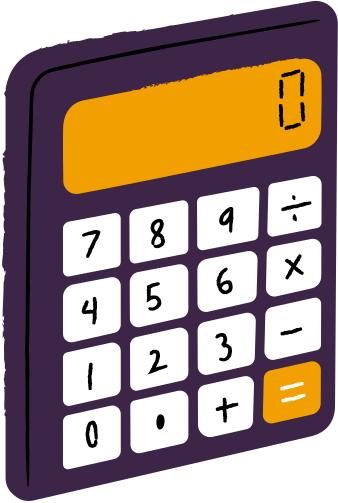 0
7 8 9 ÷
4 5 6 ×
1 2 3 −
0 . + =